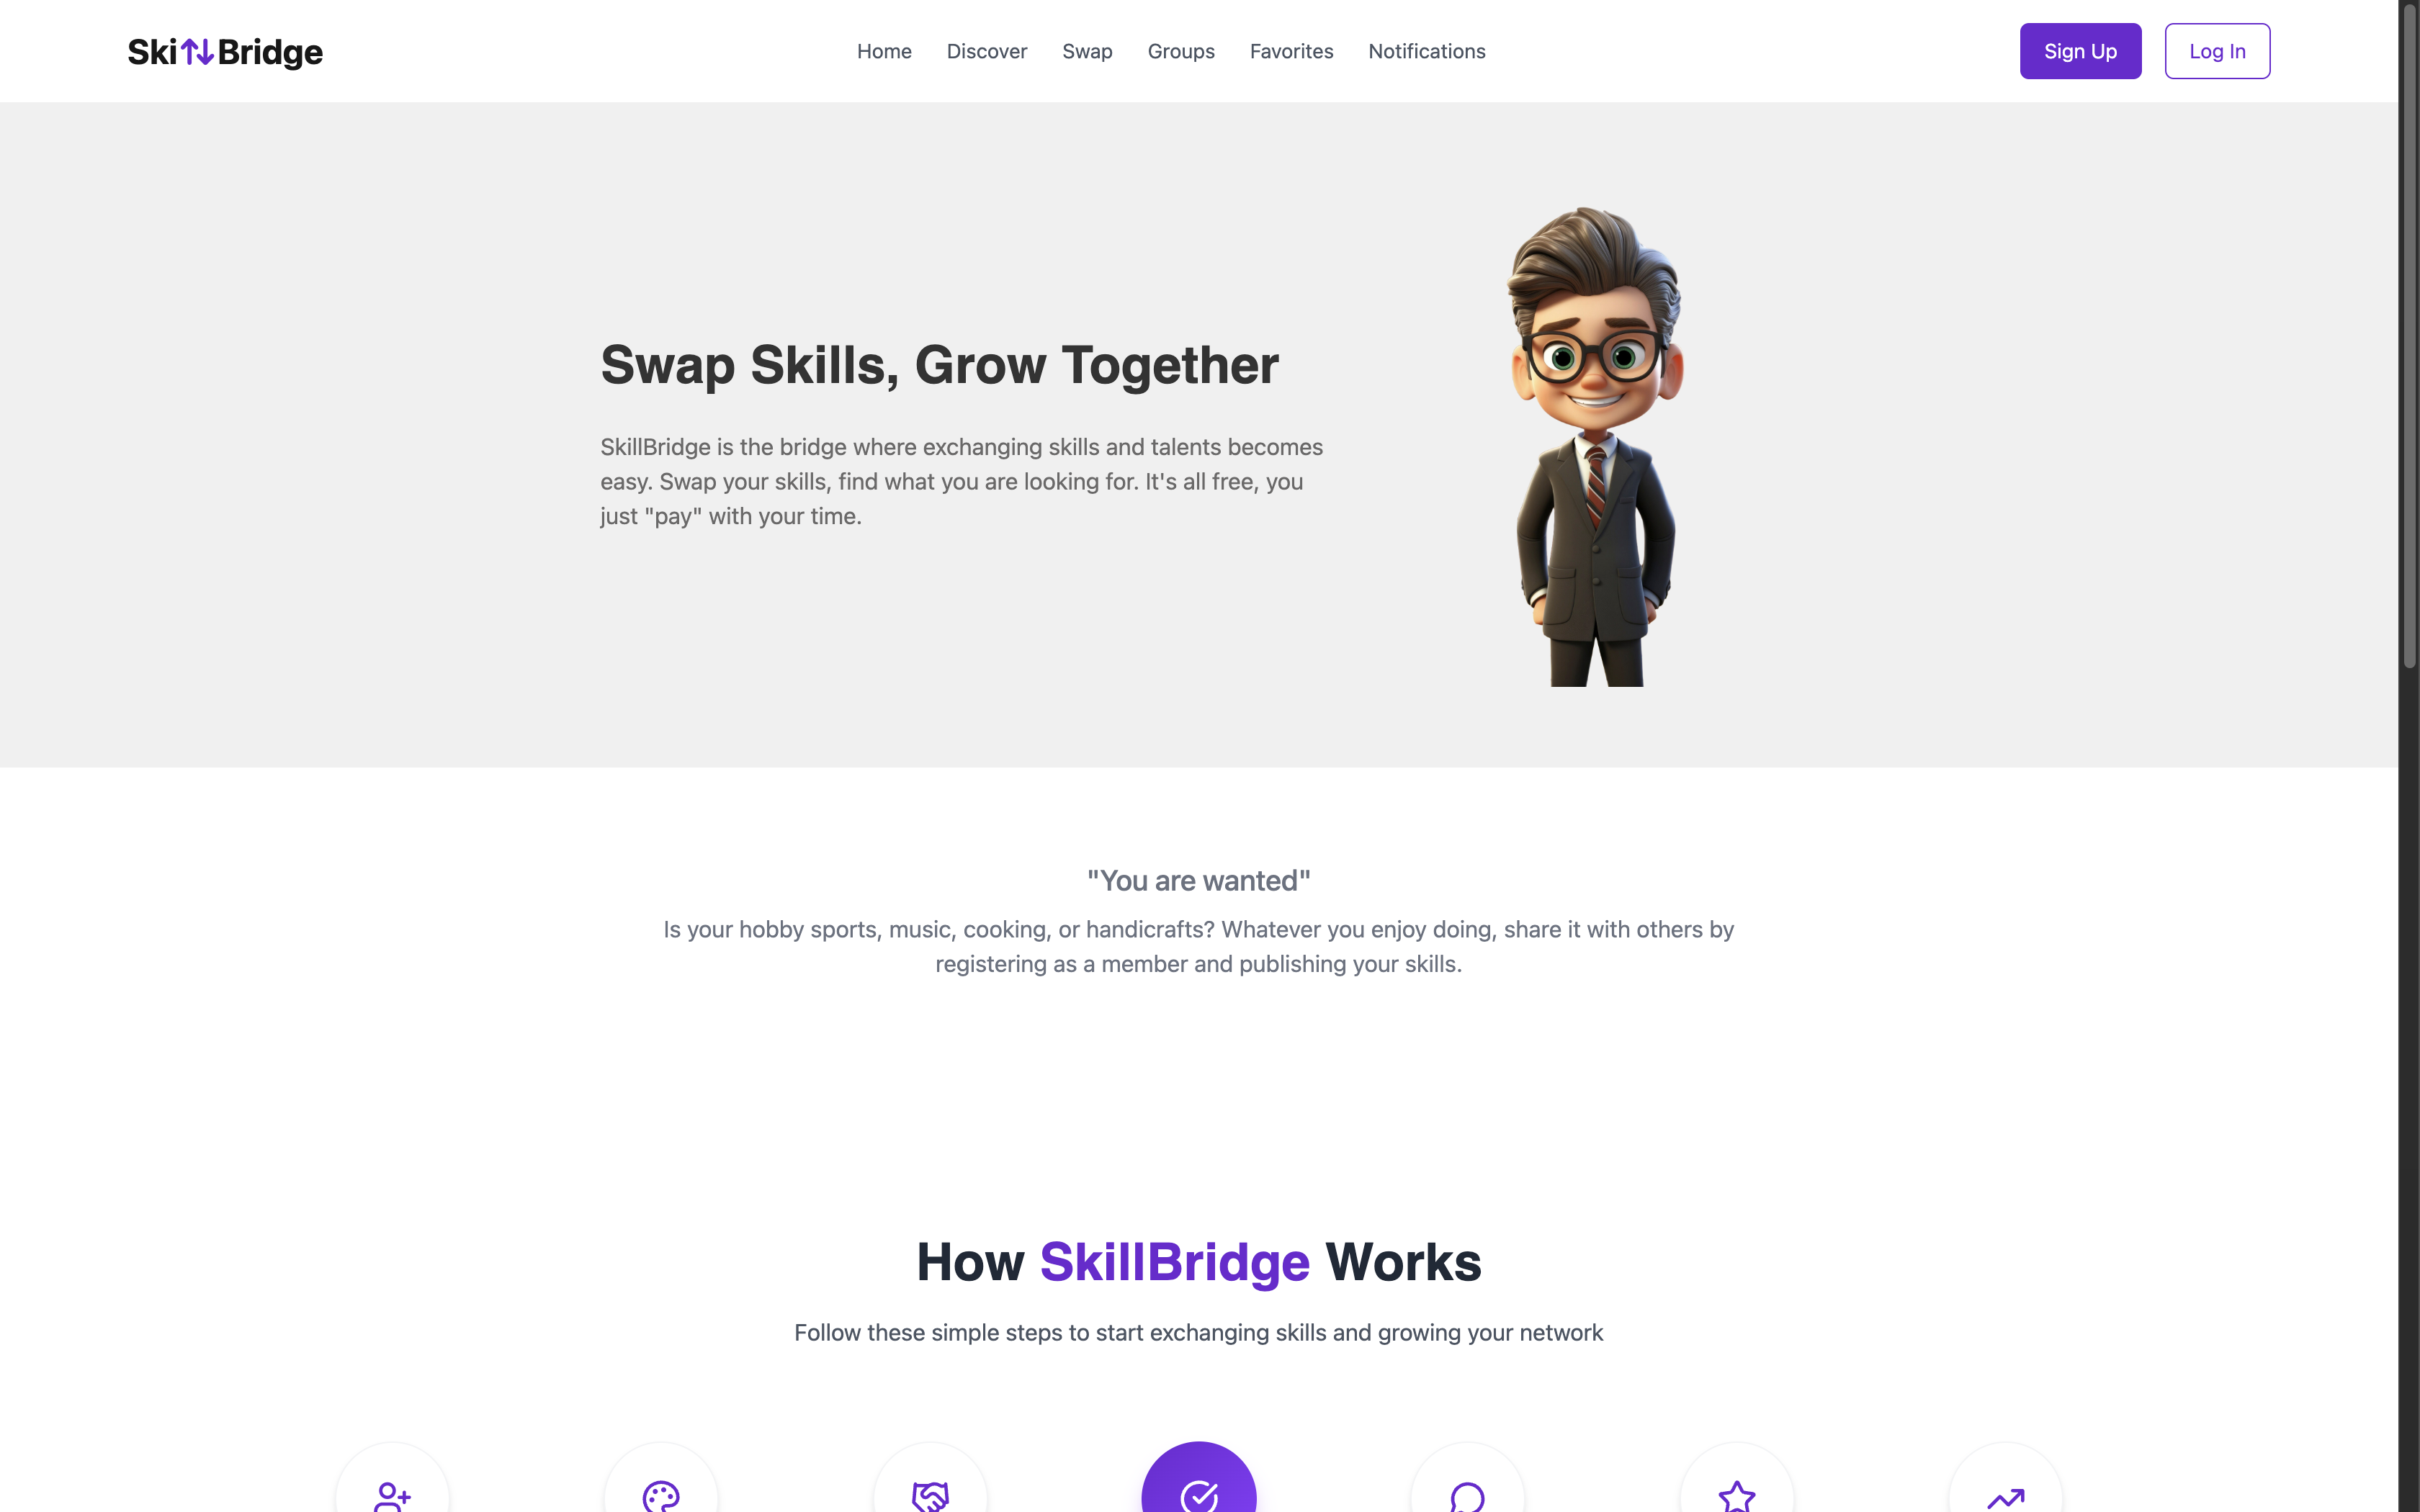 Ski Bridge
Home Discover Swap Groups Favorites Notifications
Sign Up Log In
Swap Skills, Grow Together
SkillBridge is the bridge where exchanging skills and talents becomes
easy. Swap your skills, find what you are looking for. It's all free, you
just "pay" with your time.
"You are wanted"
Is your hobby sports, music, cooking, or handicrafts? Whatever you enjoy doing, share it with others by
registering as a member and publishing your skills.
How SkillBridge Works
Follow these simple steps to start exchanging skills and growing your network